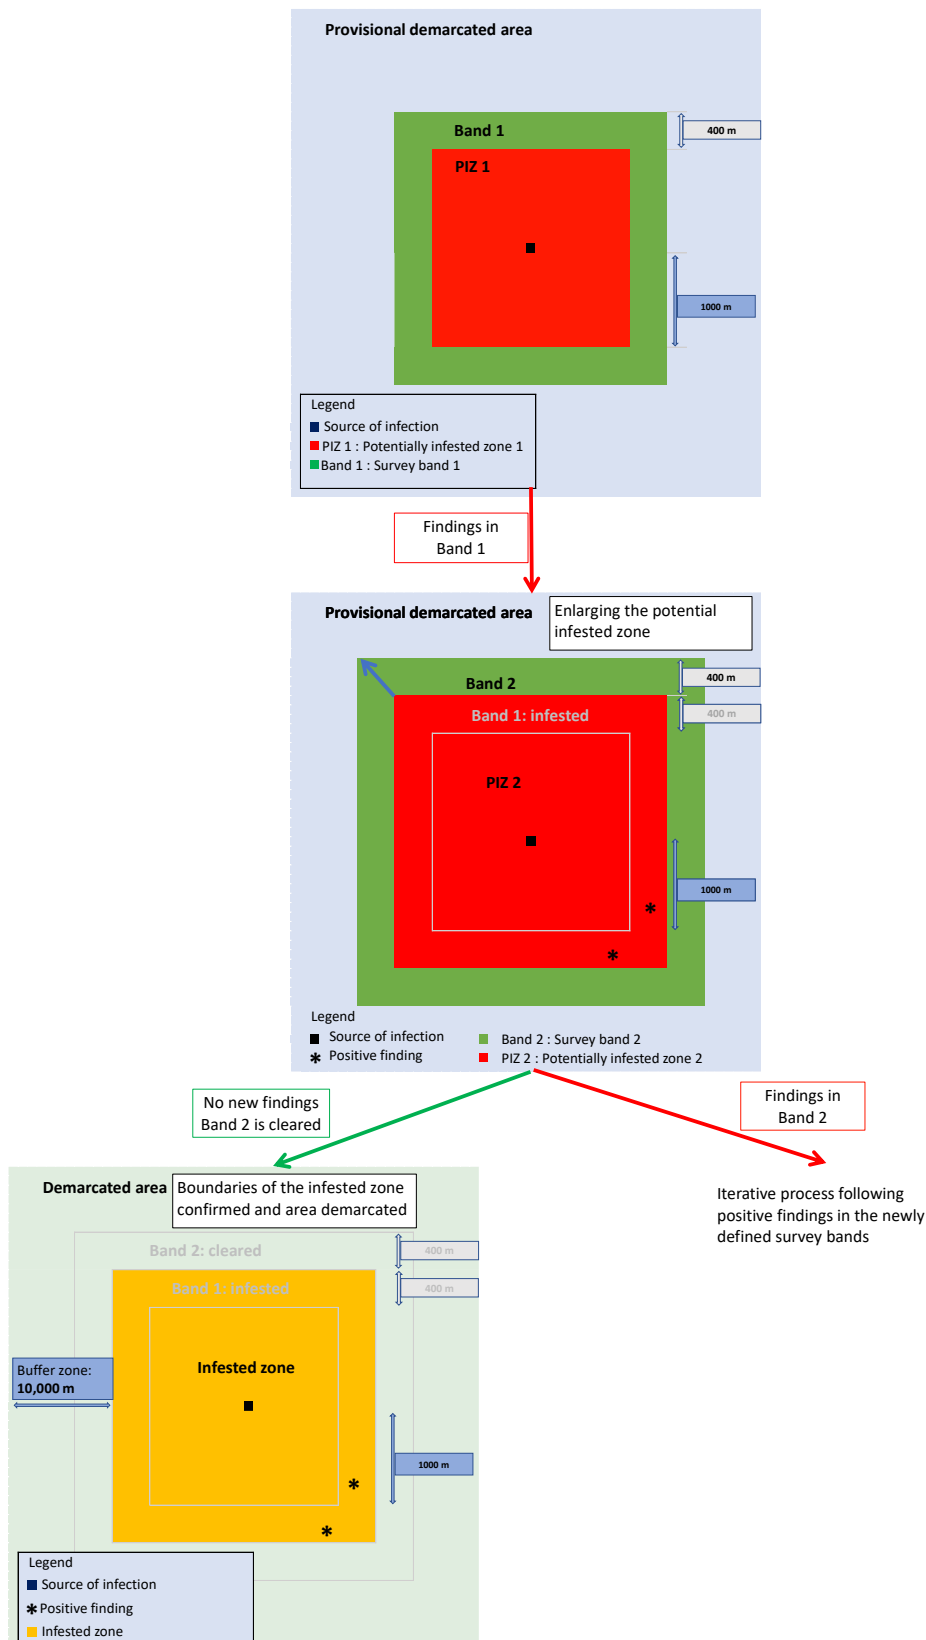 Provisional demarcated area
Band 1
400 m
PIZ 1
1000 m
Legend
Source of infection
PIZ 1 : Potentially infested zone 1
Band 1 : Survey band 1
Findings in
Band 1
Provisional demarcated area
Enlarging the potential
infested zone
400 m
Band 2
Band 1: infested
400 m
PIZ 2
1000 m
*
*
Legend
Source of infection
* Positive finding
Band 2 : Survey band 2
PIZ 2 : Potentially infested zone 2
No new findings
Band 2 is cleared
Findings in
Band 2
Demarcated area
Boundaries of the infested zone
confirmed and area demarcated
Iterative process following
positive findings in the newly
defined survey bands
Band 2: cleared
400 m
Band 1: infested
400 m
Infested zone
Buffer zone:
10,000 m
1000 m
*
*
Legend
Source of infection
* Positive finding
Infested zone